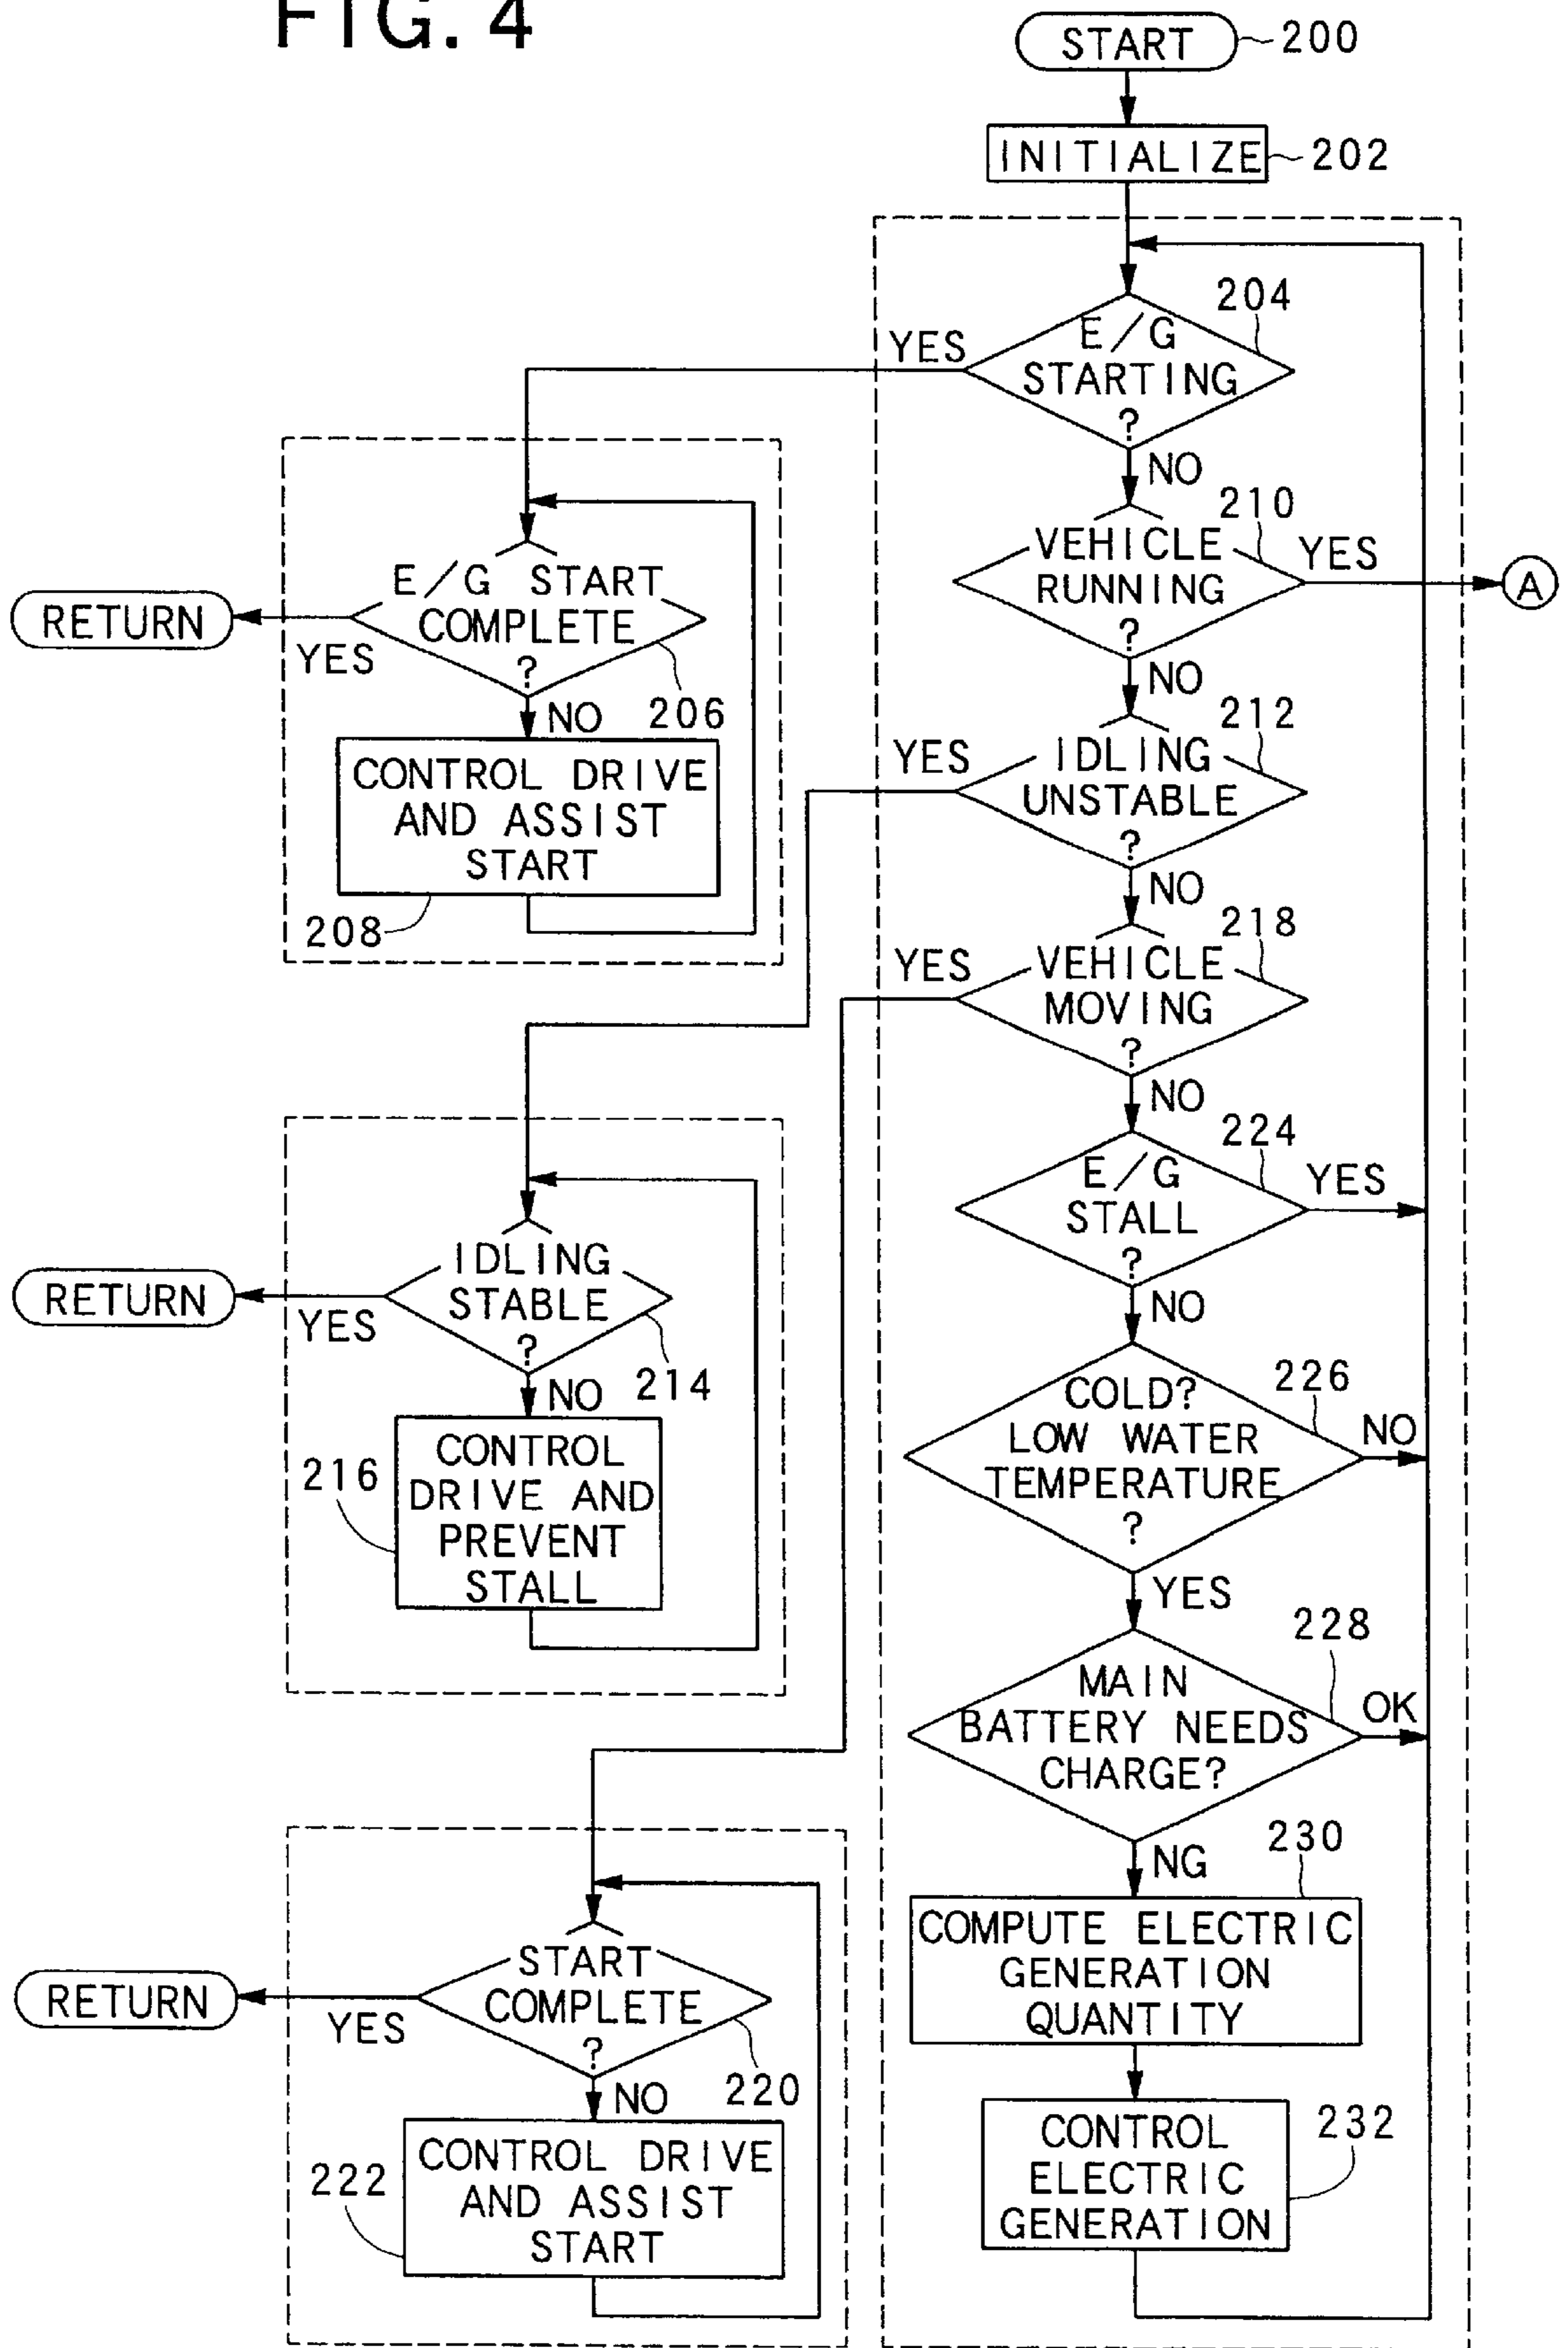 FIG. 4
START
200
INITIALIZE
202
204
E/G
STARTING
?
YES
NO
E/G START
COMPLETE
?
RETURN
YES
NO
206
CONTROL DRIVE
AND ASSIST
START
208
210
VEHICLE
RUNNING
?
YES
A
NO
212
IDLING
UNSTABLE
?
YES
NO
IDLING
STABLE
?
RETURN
YES
NO
214
CONTROL
DRIVE AND
PREVENT
STALL
216
218
VEHICLE
MOVING
?
YES
NO
START
COMPLETE
?
RETURN
YES
NO
220
CONTROL DRIVE
AND ASSIST
START
222
224
E/G
STALL
?
YES
NO
226
COLD?
LOW WATER
TEMPERATURE
?
NO
YES
228
MAIN
BATTERY NEEDS
CHARGE?
OK
NG
230
COMPUTE ELECTRIC
GENERATION
QUANTITY
CONTROL
ELECTRIC
GENERATION
232